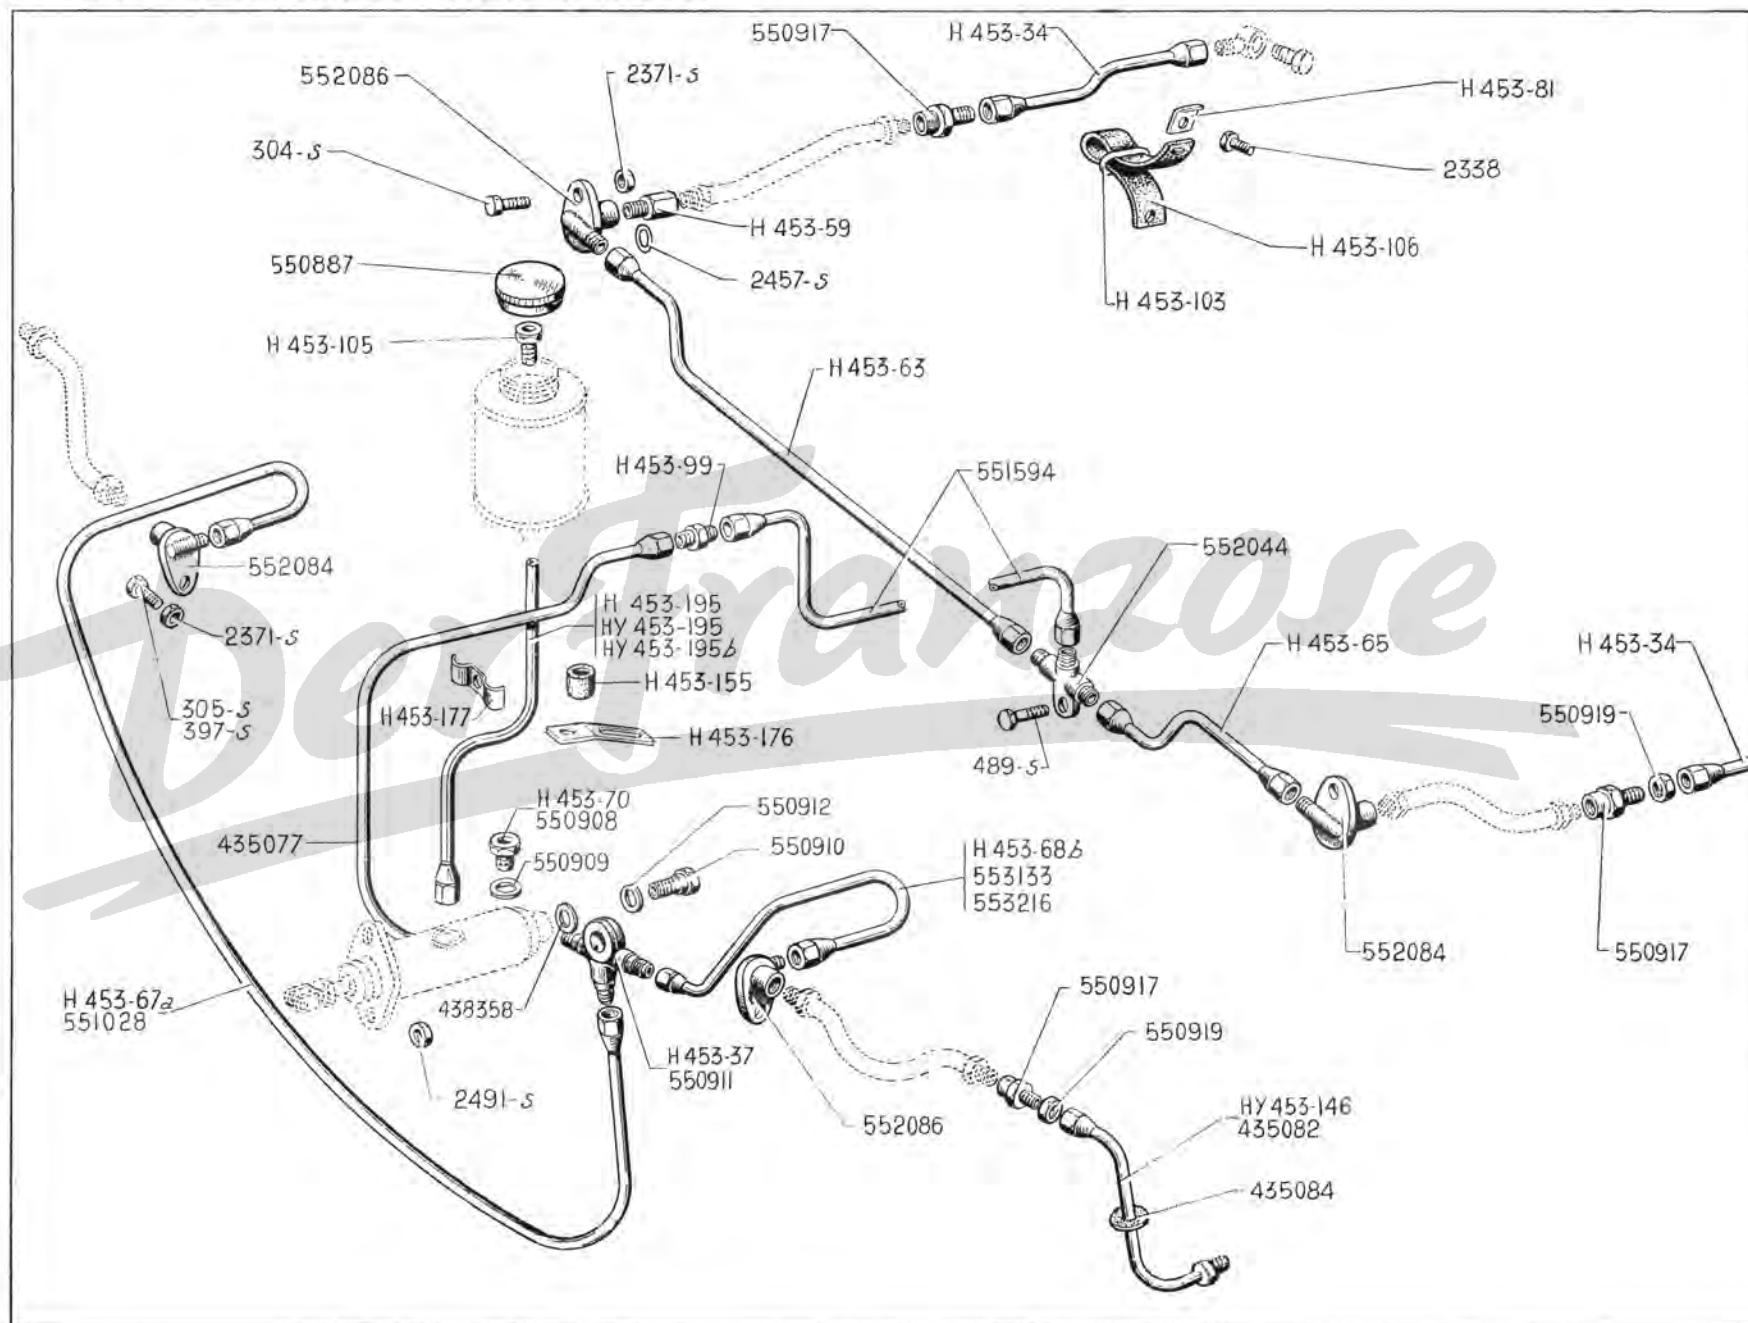 550917
H 453-34
552086
2371-S
H 453-81
304-S
2338
H 453-59
H 453-106
550887
2457-S
H 453-103
H 453-105
H 453-63
H 453-99
551594
552044
552084
H 453-195
HY 453-195
HY 453-195b
2371-S
H 453-65
H 453-34
H 453-155
305-S
397-S
H 453-177
550919
H 453-176
489-S
H 453-70
550908
550912
435077
550909
550910
H 453-68b
553133
553216
552084
550917
H 453-67a
551028
438358
550917
550919
H 453-37
550911
2491-S
552086
HY 453-146
435082
435084
Der Franzose